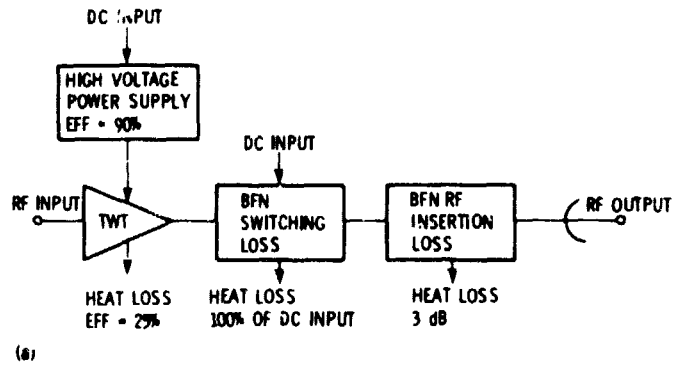 DC INPUT
HIGH VOLTAGE
POWER SUPPLY
EFF = 90%
DC INPUT
RF INPUT
TWT
BFN
SWITCHING
LOSS
BFN RF
INSERTION
LOSS
RF OUTPUT
HEAT LOSS
EFF = 25%
HEAT LOSS
100% OF DC INPUT
HEAT LOSS
3 dB
(a)